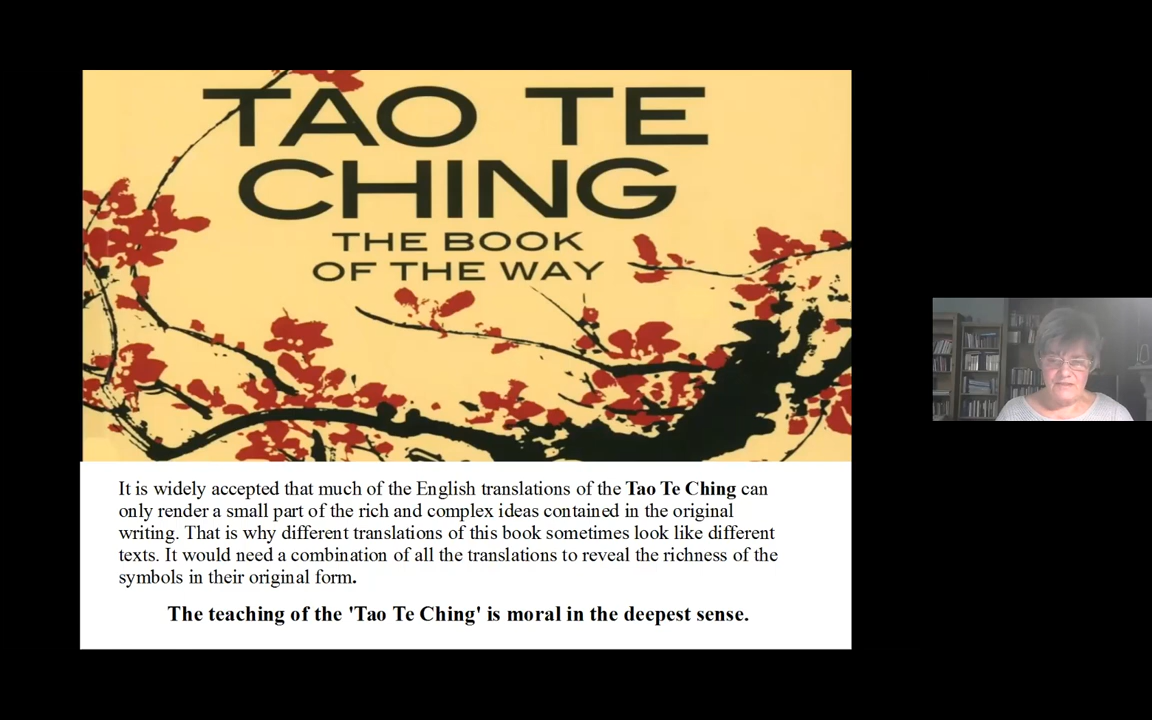 TAO TE
CHING
THE BOOK
OF THE WAY
It is widely accepted that much of the English translations of the Tao Te Ching can
only render a small part of the rich and complex ideas contained in the original
writing. That is why different translations of this book sometimes look like different
texts. It would need a combination of all the translations to reveal the richness of the
symbols in their original form.
The teaching of the 'Tao Te Ching' is moral in the deepest sense.